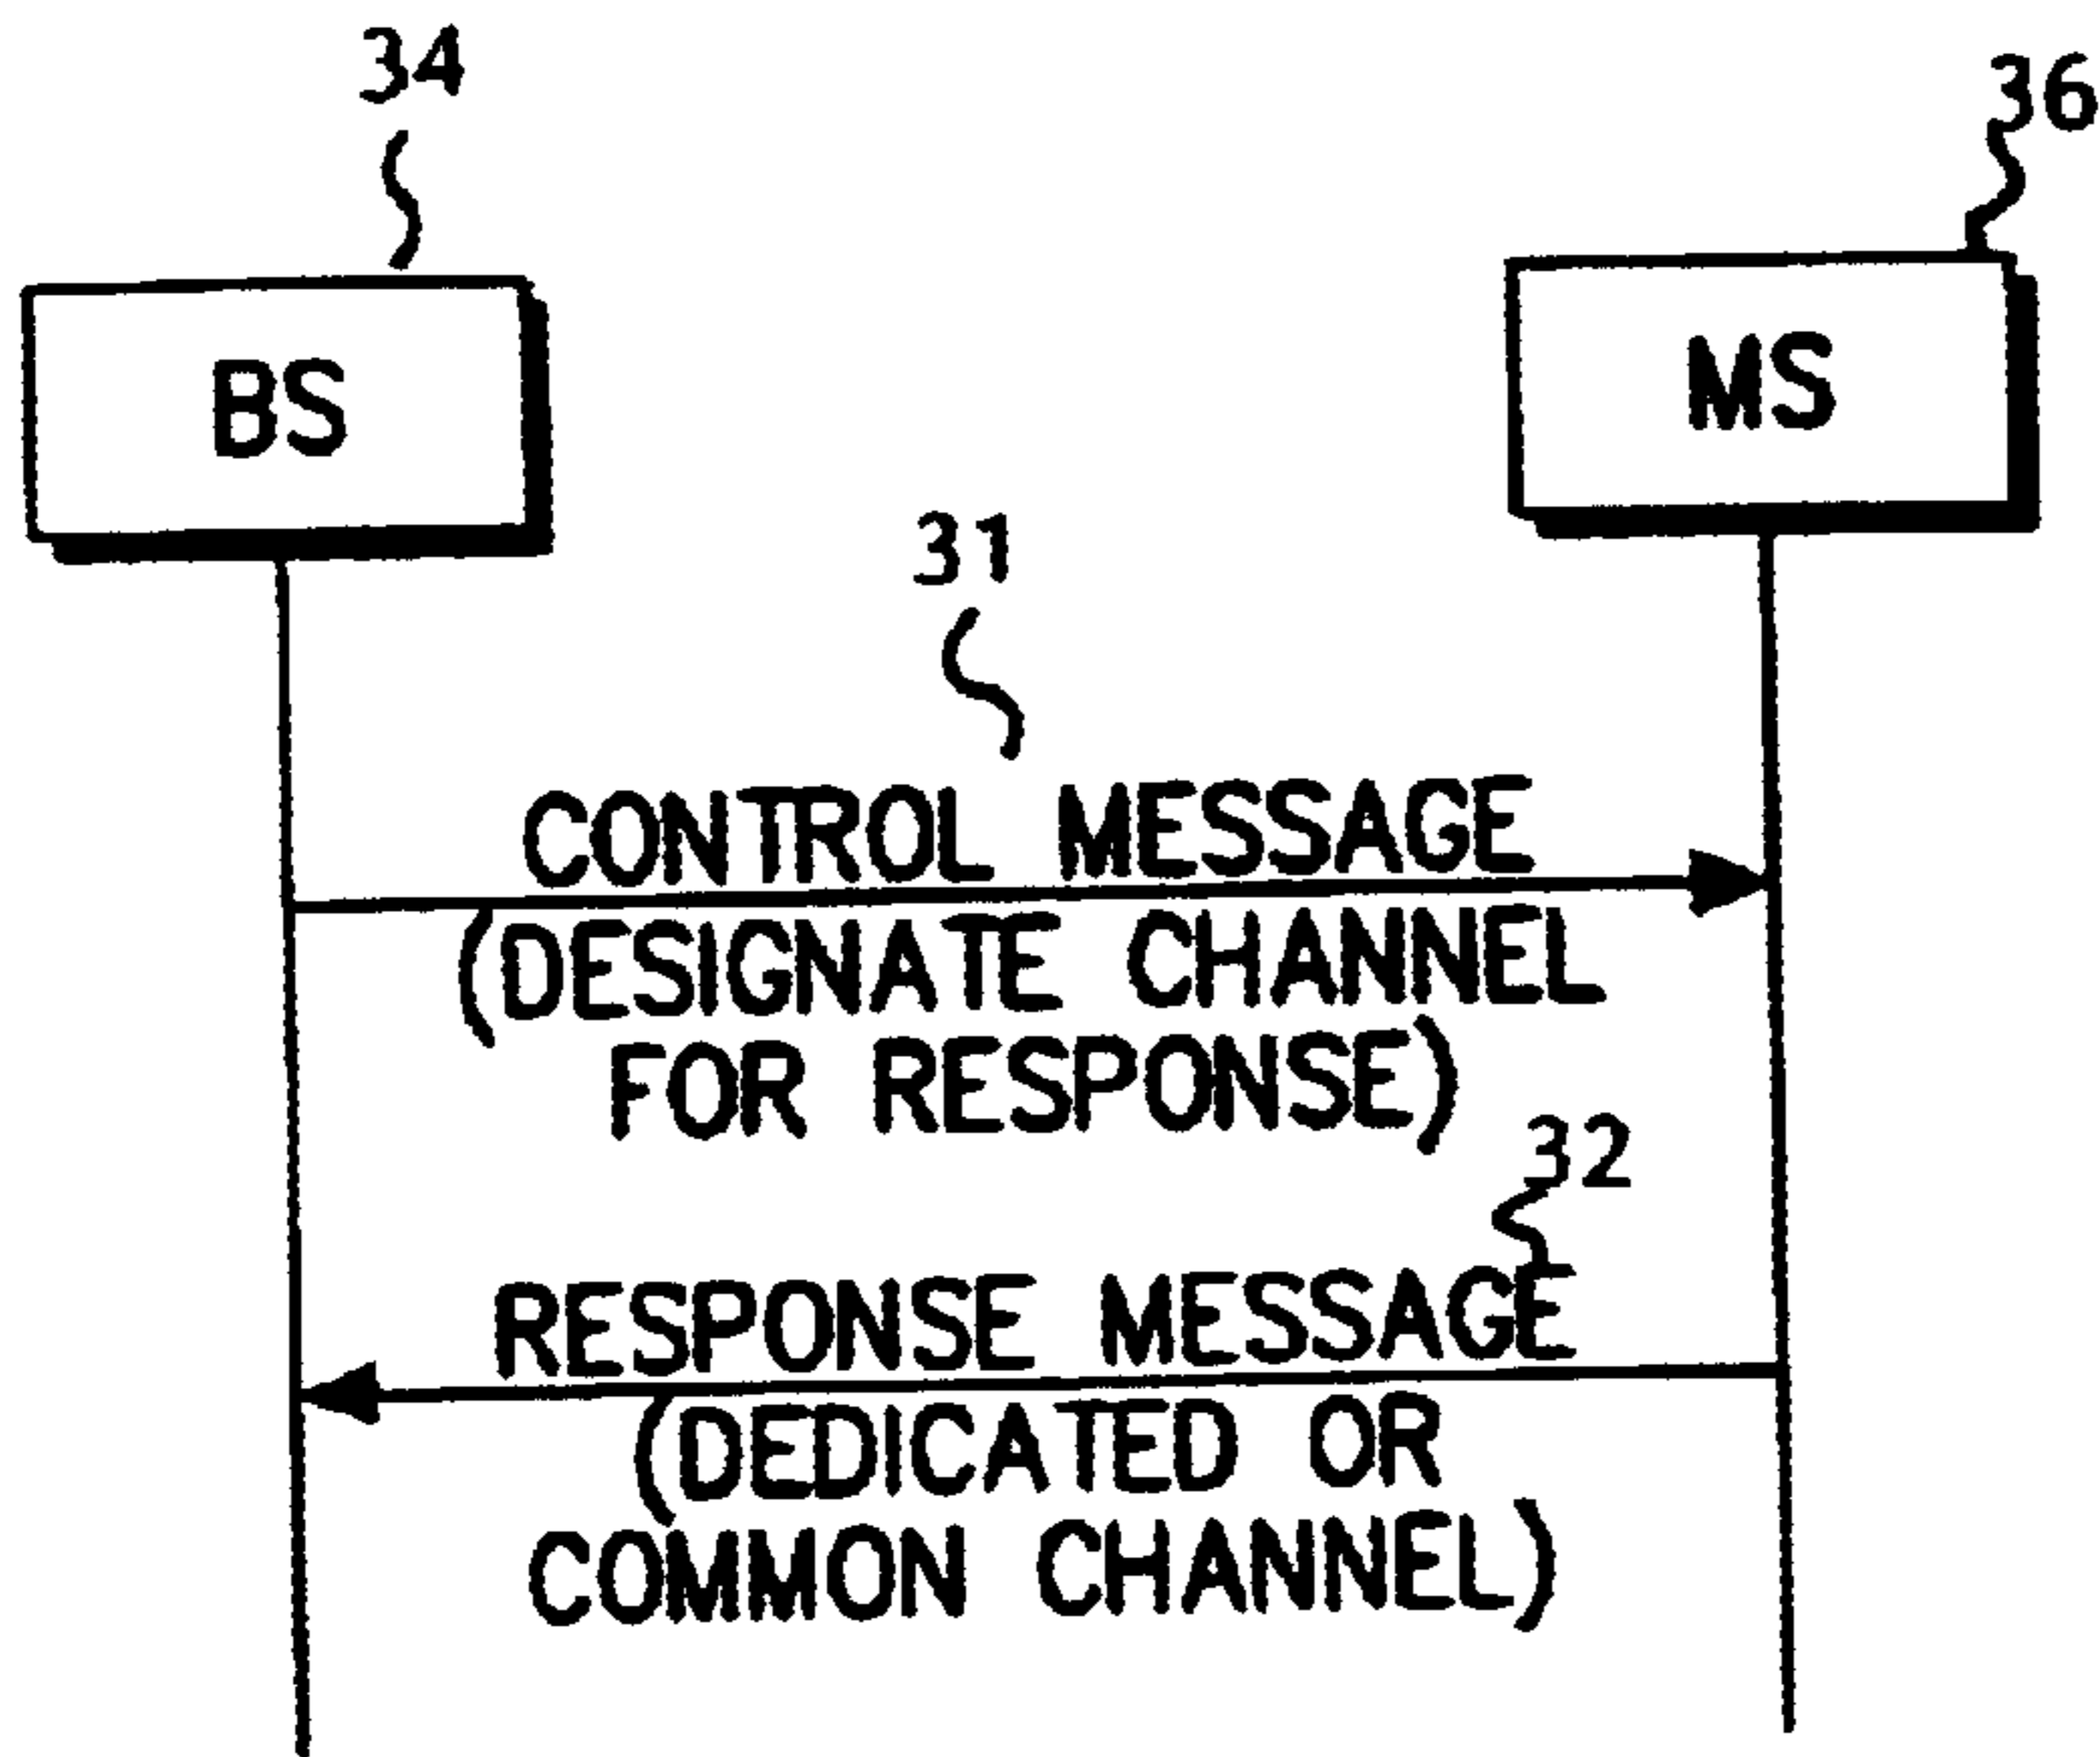 34
36
BS
MS
31
CONTROL MESSAGE
(DESIGNATE CHANNEL
FOR RESPONSE)
32
RESPONSE MESSAGE
(DEDICATED OR
COMMON CHANNEL)